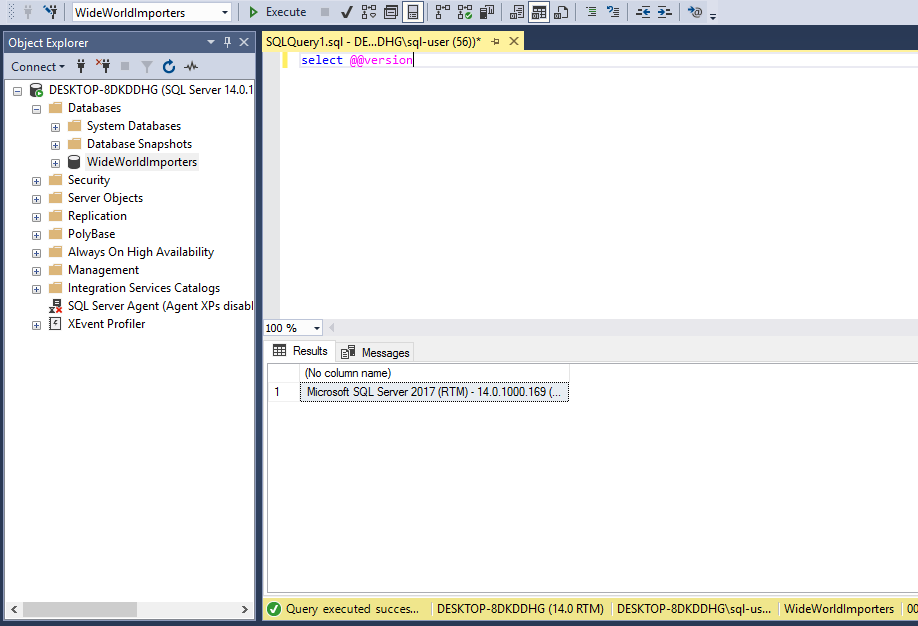 WideWorldImporters
Execute
Object Explorer
Connect
DESKTOP-8DKDDHG (SQL Server 14.0.1
Databases
System Databases
Database Snapshots
WideWorldImporters
Security
Server Objects
Replication
PolyBase
Always On High Availability
Management
Integration Services Catalogs
SQL Server Agent (Agent XPs disabl
XEvent Profiler
SQLQuery1.sql - DE...DHG\sql-user (56))*
select @@version
100 %
Results
Messages
(No column name)
1
Microsoft SQL Server 2017 (RTM) - 14.0.1000.169 (...
Query executed succes...
DESKTOP-8DKDDHG (14.0 RTM)
DESKTOP-8DKDDHG\sql-us...
WideWorldImporters
00